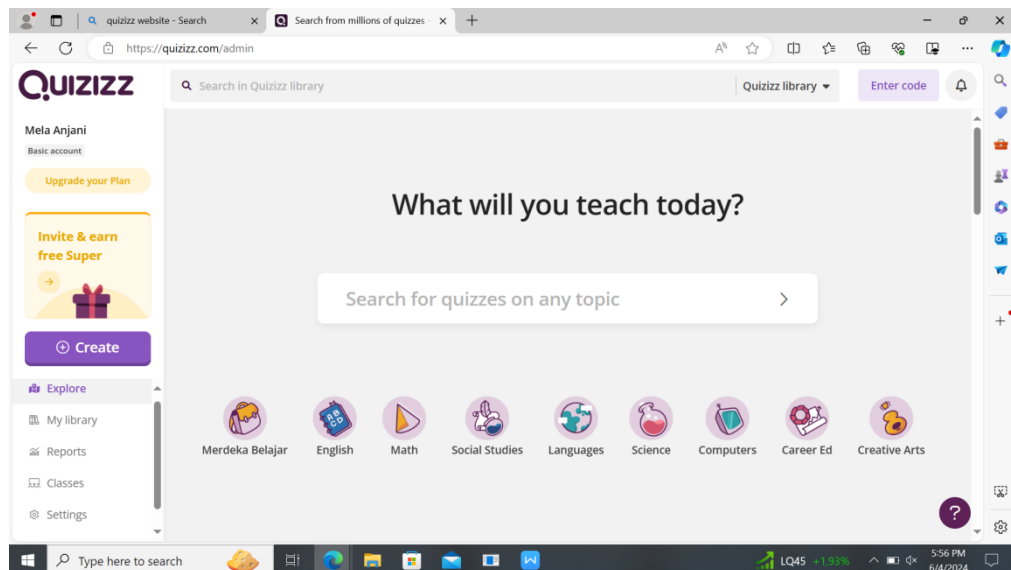 quizizz website - Search
Search from millions of quizzes -
https://quizizz.com/admin
QUIZIZZ
Search in Quizizz library
Quizizz library
Enter code
Mela Anjani
Basic account
Upgrade your Plan
Invite & earn
free Super
Create
Explore
My library
Reports
Classes
Settings
What will you teach today?
Search for quizzes on any topic
Merdeka Belajar
English
Math
Social Studies
Languages
Science
Computers
Career Ed
Creative Arts
?
Type here to search
LQ45 +1,93%
5:56 PM
6/4/2024